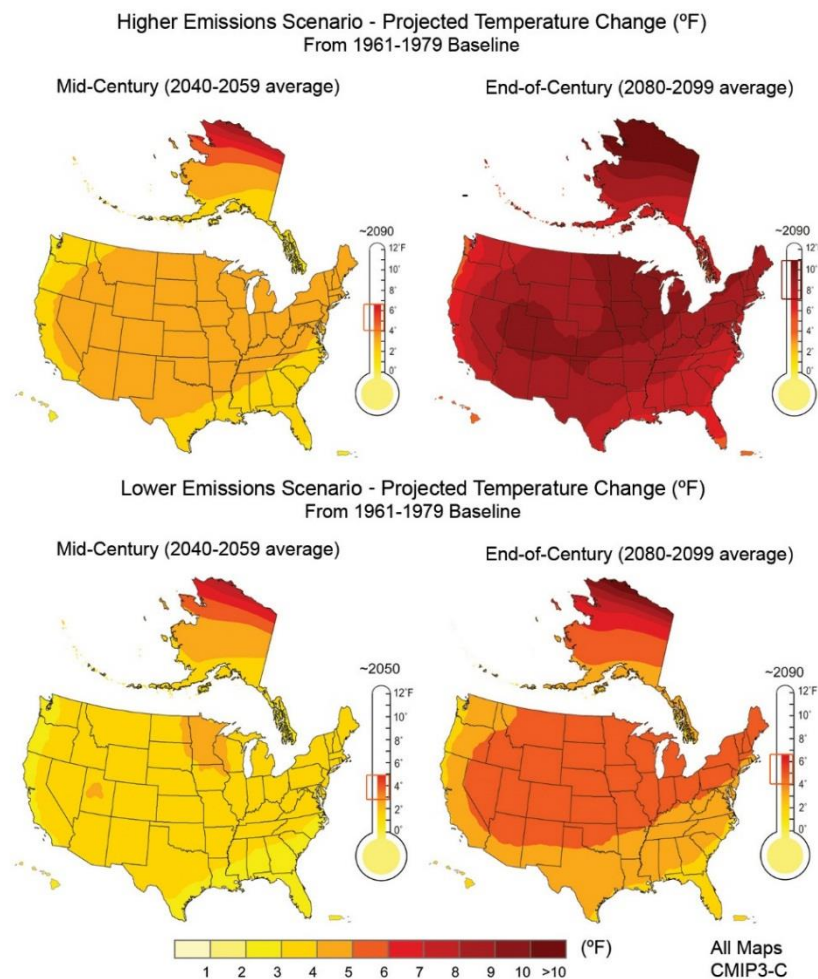 Higher Emissions Scenario - Projected Temperature Change (ºF)
From 1961-1979 Baseline
Mid-Century (2040-2059 average)
End-of-Century (2080-2099 average)
~2090
12˚F
10˚
8˚
6˚
4˚
2˚
0˚
~2090
12˚F
10˚
8˚
6˚
4˚
2˚
0˚
Lower Emissions Scenario - Projected Temperature Change (ºF)
From 1961-1979 Baseline
Mid-Century (2040-2059 average)
End-of-Century (2080-2099 average)
~2050
12˚F
10˚
8˚
6˚
4˚
2˚
0˚
~2090
12˚F
10˚
8˚
6˚
4˚
2˚
0˚
(ºF)
1 2 3 4 5 6 7 8 9 10 >10
All Maps
CMIP3-C